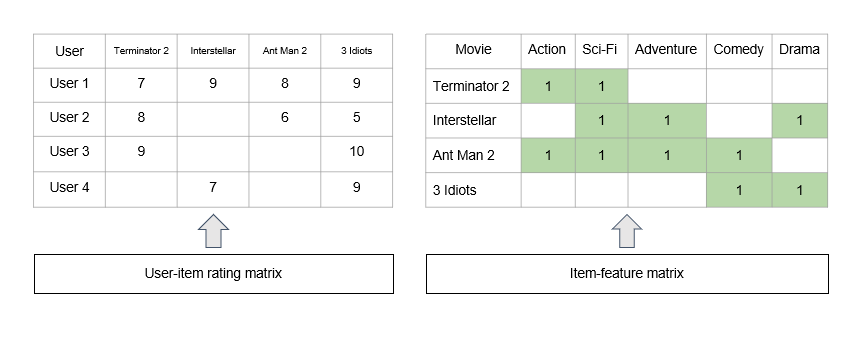 User Terminator 2 Interstellar Ant Man 2 3 Idiots
User 1 7 9 8 9
User 2 8 6 5
User 3 9 10
User 4 7 9
User-item rating matrix
Movie Action Sci-Fi Adventure Comedy Drama
Terminator 2 1 1
Interstellar 1 1 1
Ant Man 2 1 1 1 1
3 Idiots 1 1
Item-feature matrix